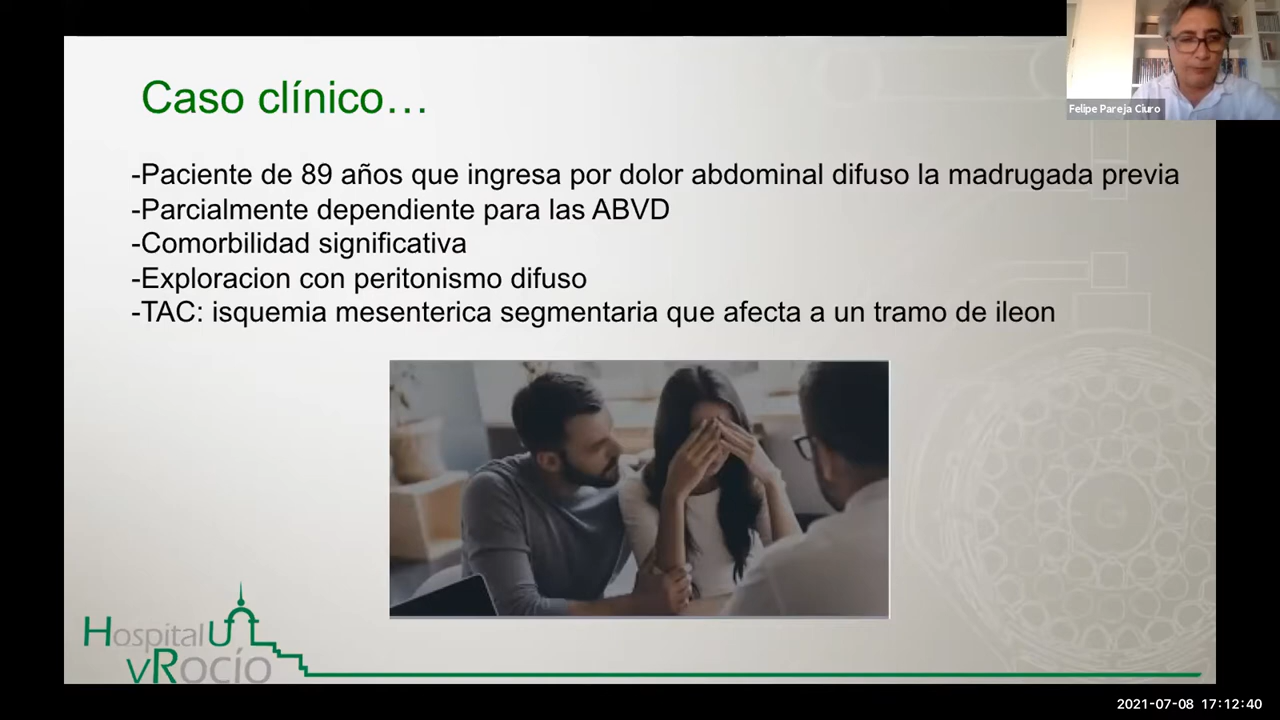 Felipe Pareja Ciuro
Caso clínico…
-Paciente de 89 años que ingresa por dolor abdominal difuso la madrugada previa
-Parcialmente dependiente para las ABVD
-Comorbilidad significativa
-Exploracion con peritonismo difuso
-TAC: isquemia mesenterica segmentaria que afecta a un tramo de ileon
Hospital U
vRocío
2021-07-08 17:12:40